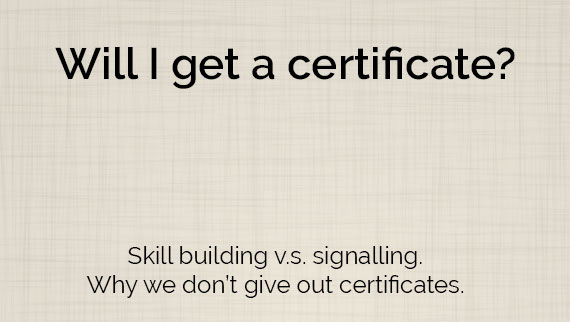 Will I get a certificate?
Skill building v.s. signalling.
Why we don't give out certificates.